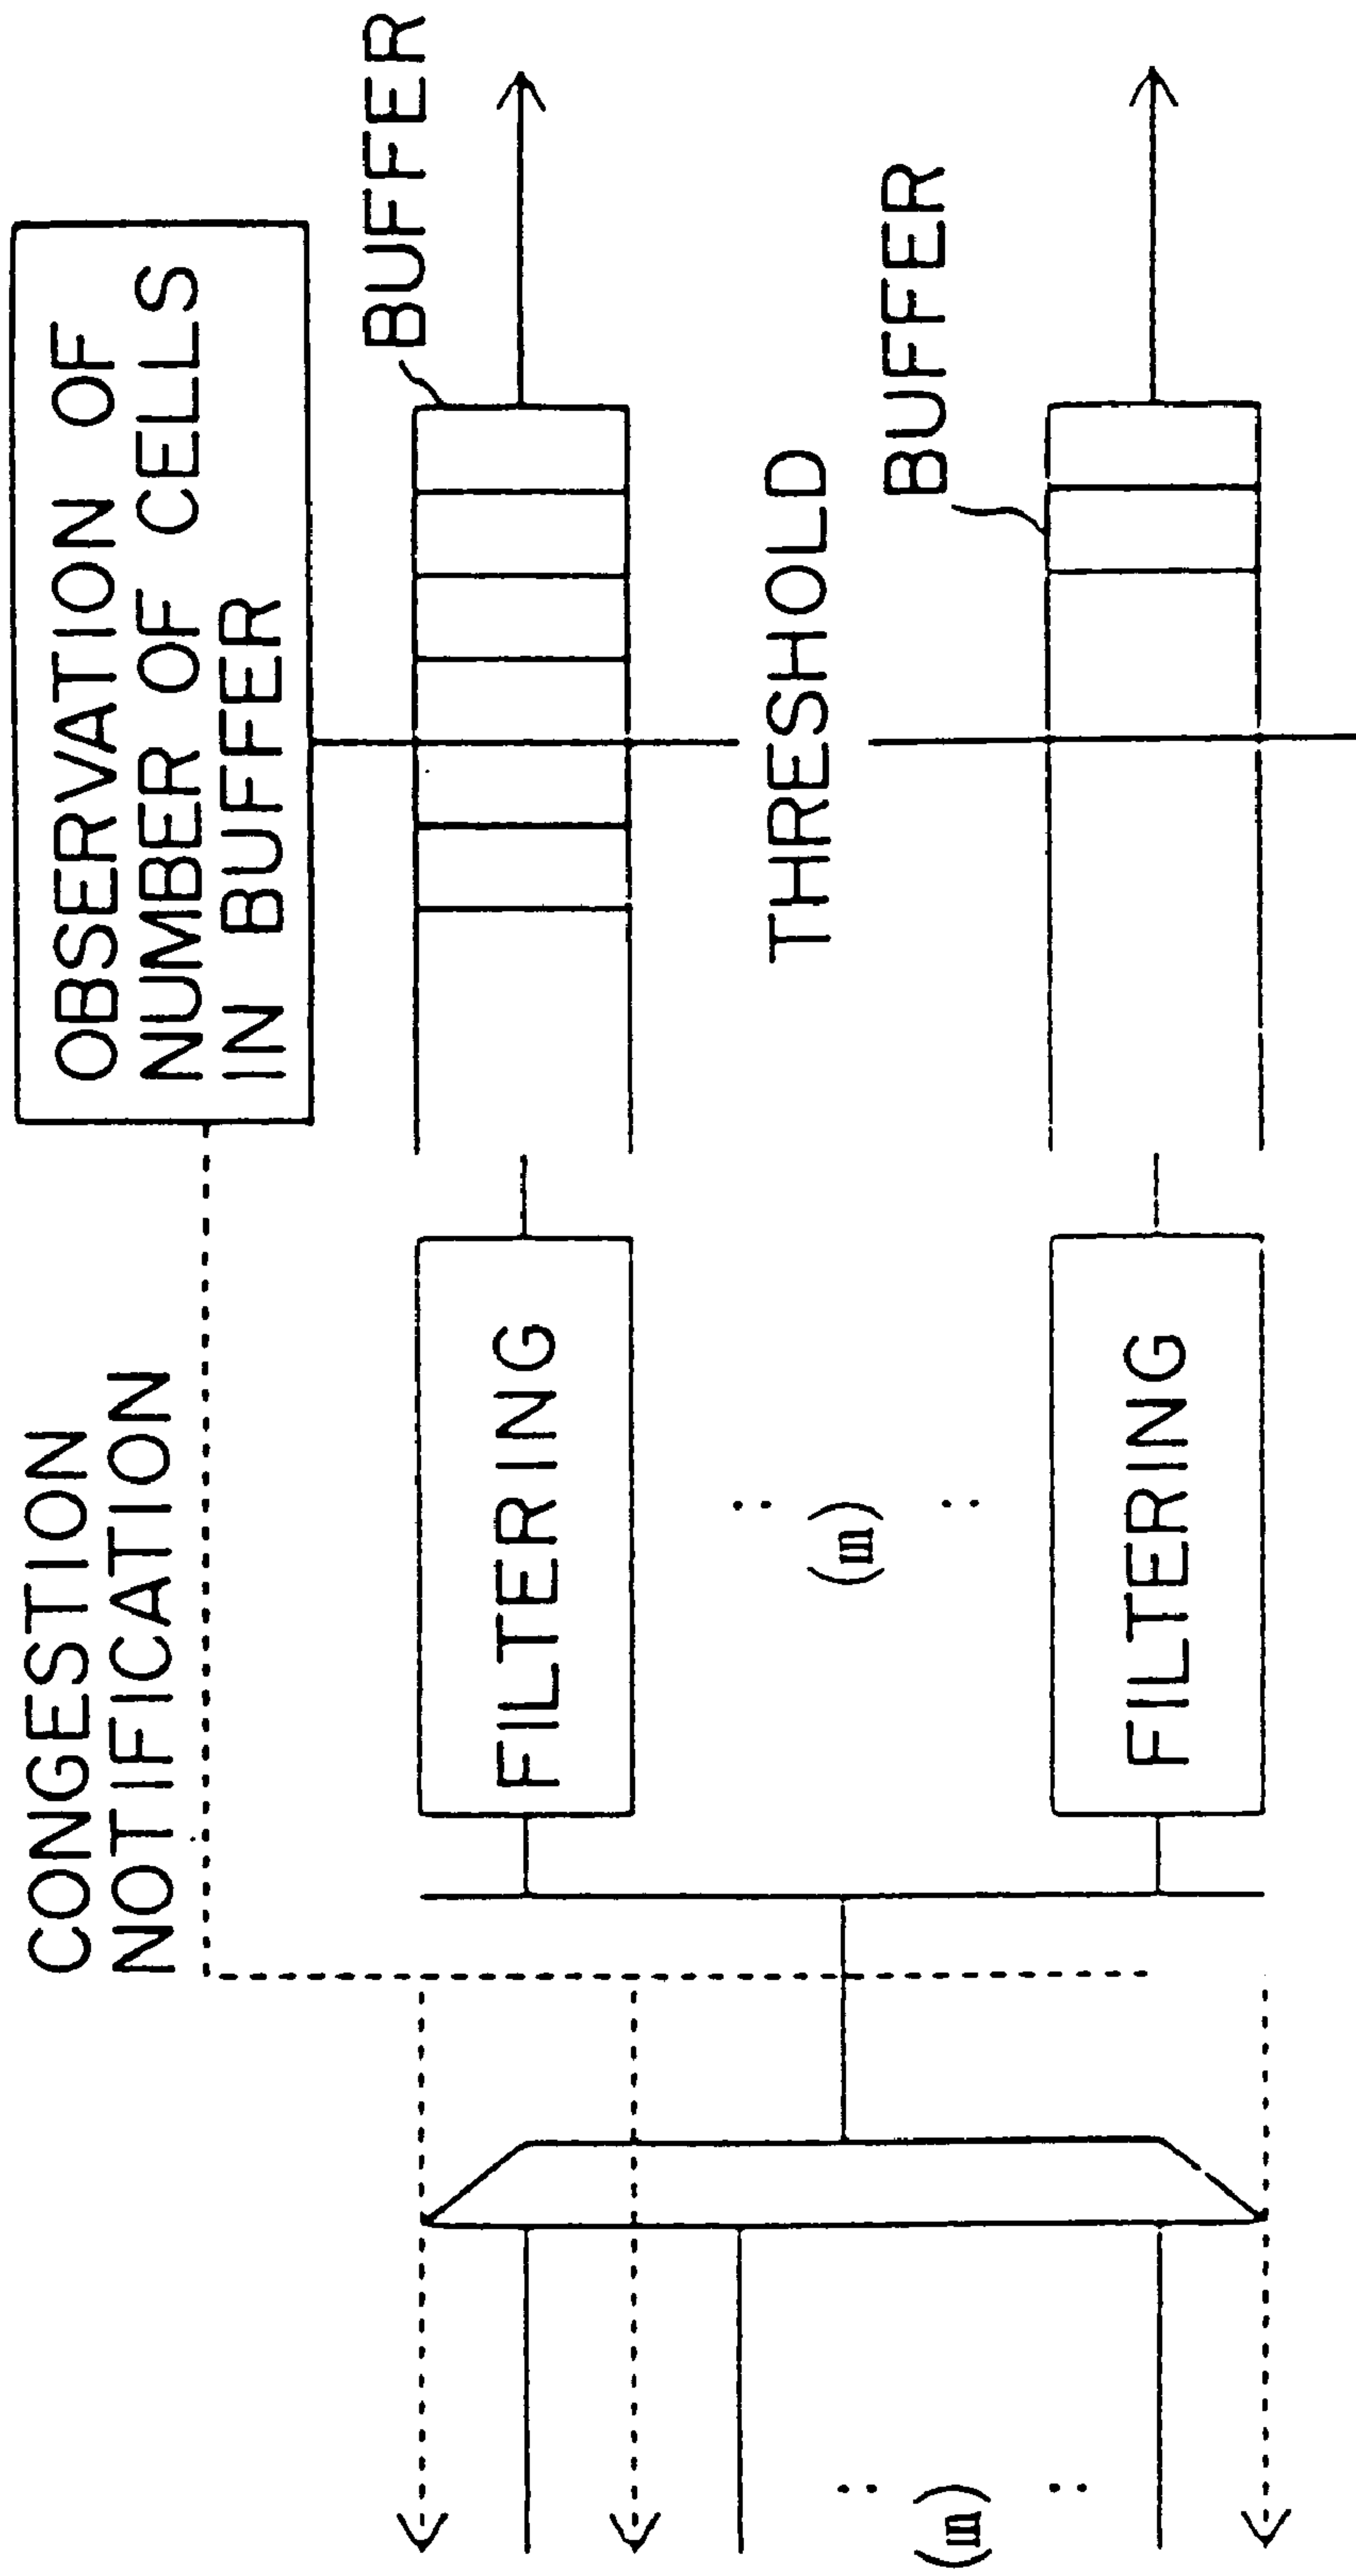 CONGESTION
NOTIFICATION
OBSERVATION OF
NUMBER OF CELLS
IN BUFFER
BUFFER
FILTERING
THRESHOLD
(m)
(m)
BUFFER
FILTERING